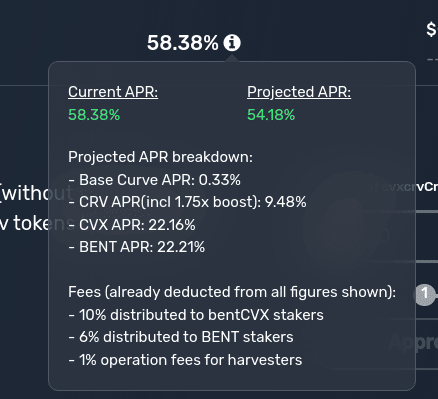 $
58.38%
Current APR: Projected APR:
58.38% 54.18%
Projected APR breakdown:
- Base Curve APR: 0.33%
(without
- CRV APR(incl 1.75x boost): 9.48%
v token
- CVX APR: 22.16%
- BENT APR: 22.21%
Fees (already deducted from all figures shown):
1
- 10% distributed to bentCVX stakers
- 6% distributed to BENT stakers
Appro
- 1% operation fees for harvesters